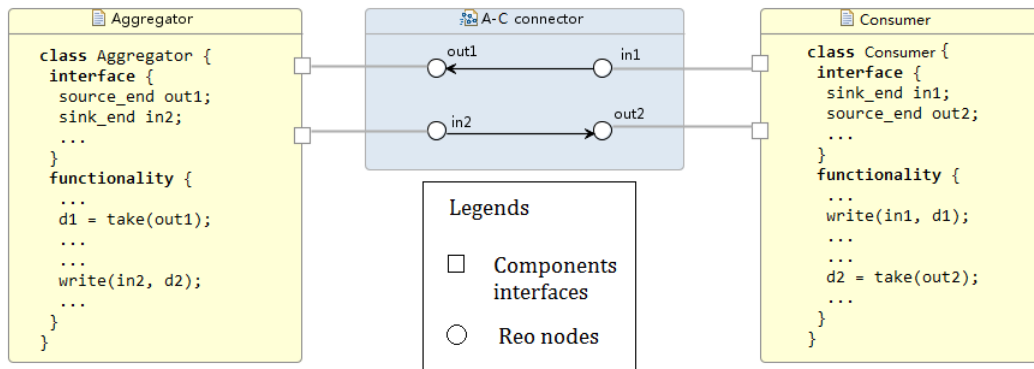 Aggregator
class Aggregator {
interface {
source_end out1;
sink_end in2;
...
}
functionality {
...
d1 = take(out1);
...
...
write(in2, d2);
...
}
}
A-C connector
out1
in1
in2
out2
Legends
Components
interfaces
Reo nodes
Consumer
class Consumer {
interface {
sink_end in1;
source_end out2;
...
}
functionality {
...
write(in1, d1);
...
...
d2 = take(out2);
...
}
}